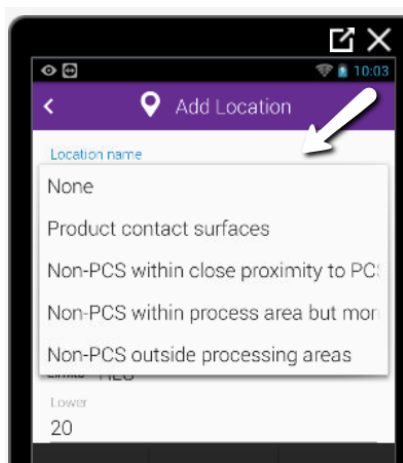 10:03
Add Location
Location name
None
Product contact surfaces
Non-PCS within close proximity to PC
Non-PCS within process area but mor
Non-PCS outside processing areas
Lower
20